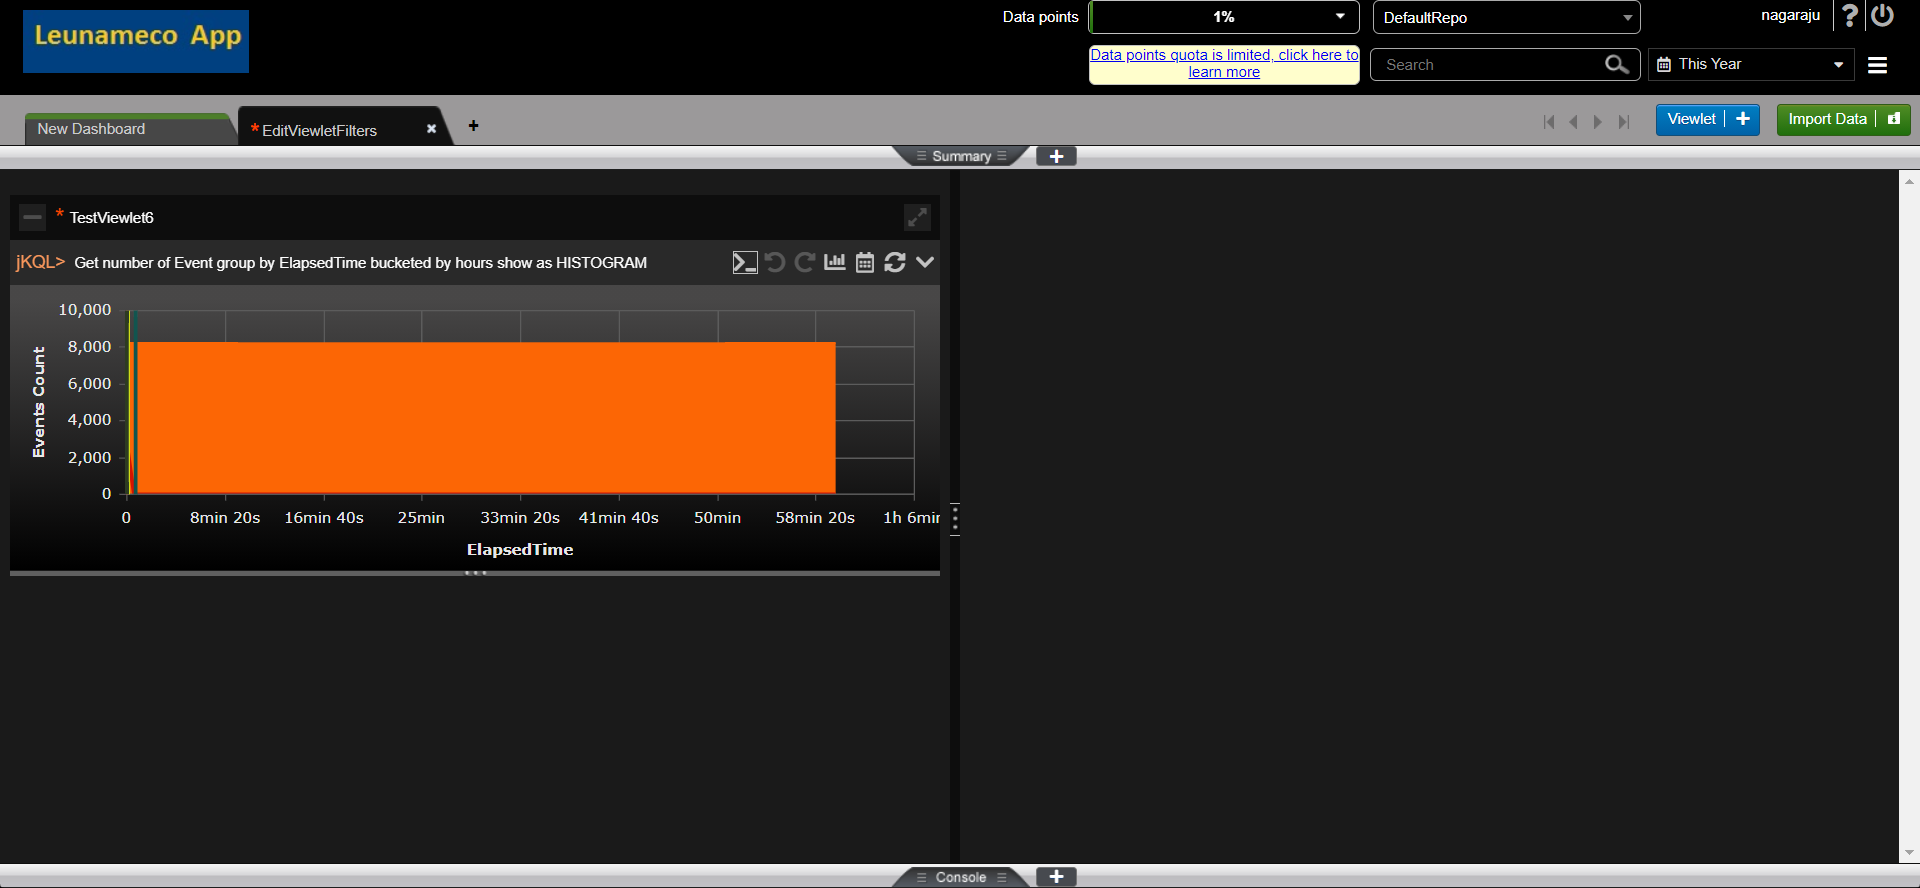 Leunameco App
Data points
1%
DefaultRepo
nagaraju
?
Data points quota is limited, click here to
learn more
Search
This Year
New Dashboard
*EditViewletFilters
Viewlet
Import Data
Summary
* TestViewlet6
jKQL> Get number of Event group by ElapsedTime bucketed by hours show as HISTOGRAM
10,000
8,000
6,000
4,000
2,000
0
Events Count
0 8min 20s 16min 40s 25min 33min 20s 41min 40s 50min 58min 20s 1h 6min
ElapsedTime
Console